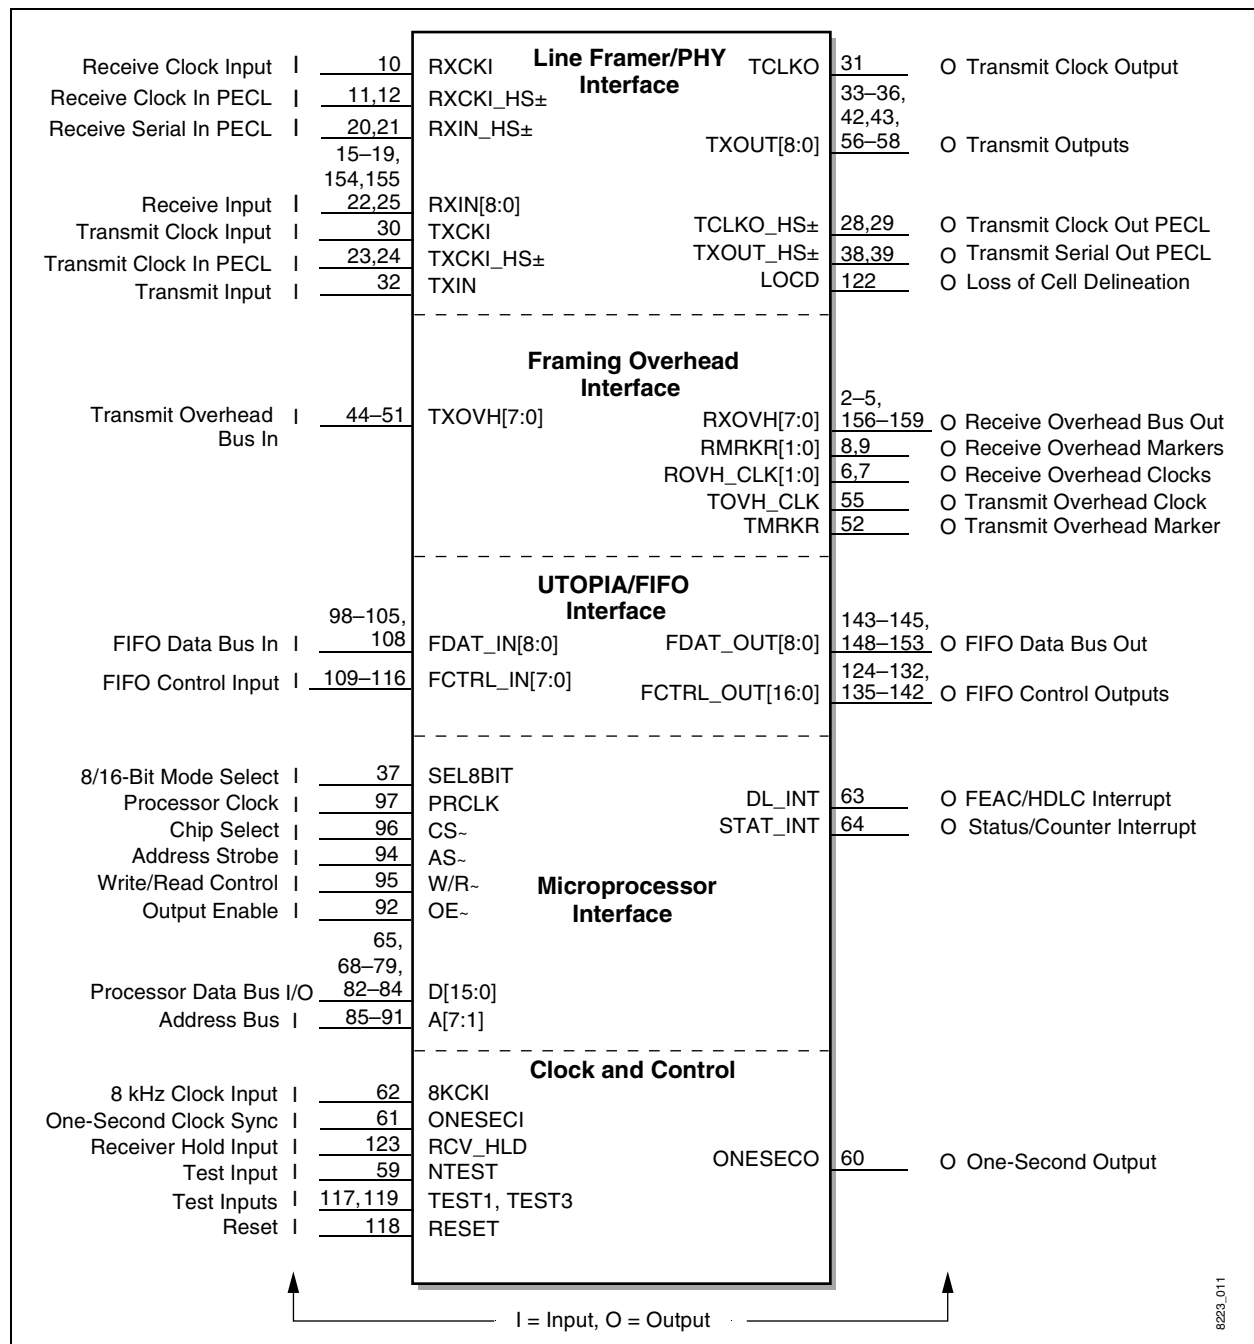 Line Framer/PHY
Interface
Receive Clock Input I 10 RXCKI
Receive Clock In PECL I 11,12 RXCKI_HS±
Receive Serial In PECL I 20,21 RXIN_HS±
15–19,
154,155
Receive Input I 22,25 RXIN[8:0]
Transmit Clock Input I 30 TXCKI
Transmit Clock In PECL I 23,24 TXCKI_HS±
Transmit Input I 32 TXIN
TCLKO 31 O Transmit Clock Output
33–36,
42,43,
TXOUT[8:0] 56–58 O Transmit Outputs
TCLKO_HS± 28,29 O Transmit Clock Out PECL
TXOUT_HS± 38,39 O Transmit Serial Out PECL
LOCD 122 O Loss of Cell Delineation
Framing Overhead
Interface
Transmit Overhead I 44–51 TXOVH[7:0]
Bus In
2–5,
RXOVH[7:0] 156–159 O Receive Overhead Bus Out
RMRKR[1:0] 8,9 O Receive Overhead Markers
ROVH_CLK[1:0] 6,7 O Receive Overhead Clocks
TOVH_CLK 55 O Transmit Overhead Clock
TMRKR 52 O Transmit Overhead Marker
UTOPIA/FIFO
Interface
98–105,
FIFO Data Bus In I 108 FDAT_IN[8:0]
FIFO Control Input I 109–116 FCTRL_IN[7:0]
143–145,
FDAT_OUT[8:0] 148–153 O FIFO Data Bus Out
124–132,
FCTRL_OUT[16:0] 135–142 O FIFO Control Outputs
8/16-Bit Mode Select I 37 SEL8BIT
Processor Clock I 97 PRCLK
Chip Select I 96 CS~
Address Strobe I 94 AS~
Write/Read Control I 95 W/R~
Output Enable I 92 OE~
65,
68–79,
Processor Data Bus I/O 82–84 D[15:0]
Address Bus I 85–91 A[7:1]
Microprocessor
Interface
DL_INT 63 O FEAC/HDLC Interrupt
STAT_INT 64 O Status/Counter Interrupt
Clock and Control
8 kHz Clock Input I 62 8KCKI
One-Second Clock Sync I 61 ONESECI
Receiver Hold Input I 123 RCV_HLD
Test Input I 59 NTEST
Test Inputs I 117,119 TEST1, TEST3
Reset I 118 RESET
ONESECO 60 O One-Second Output
I = Input, O = Output
8223_011